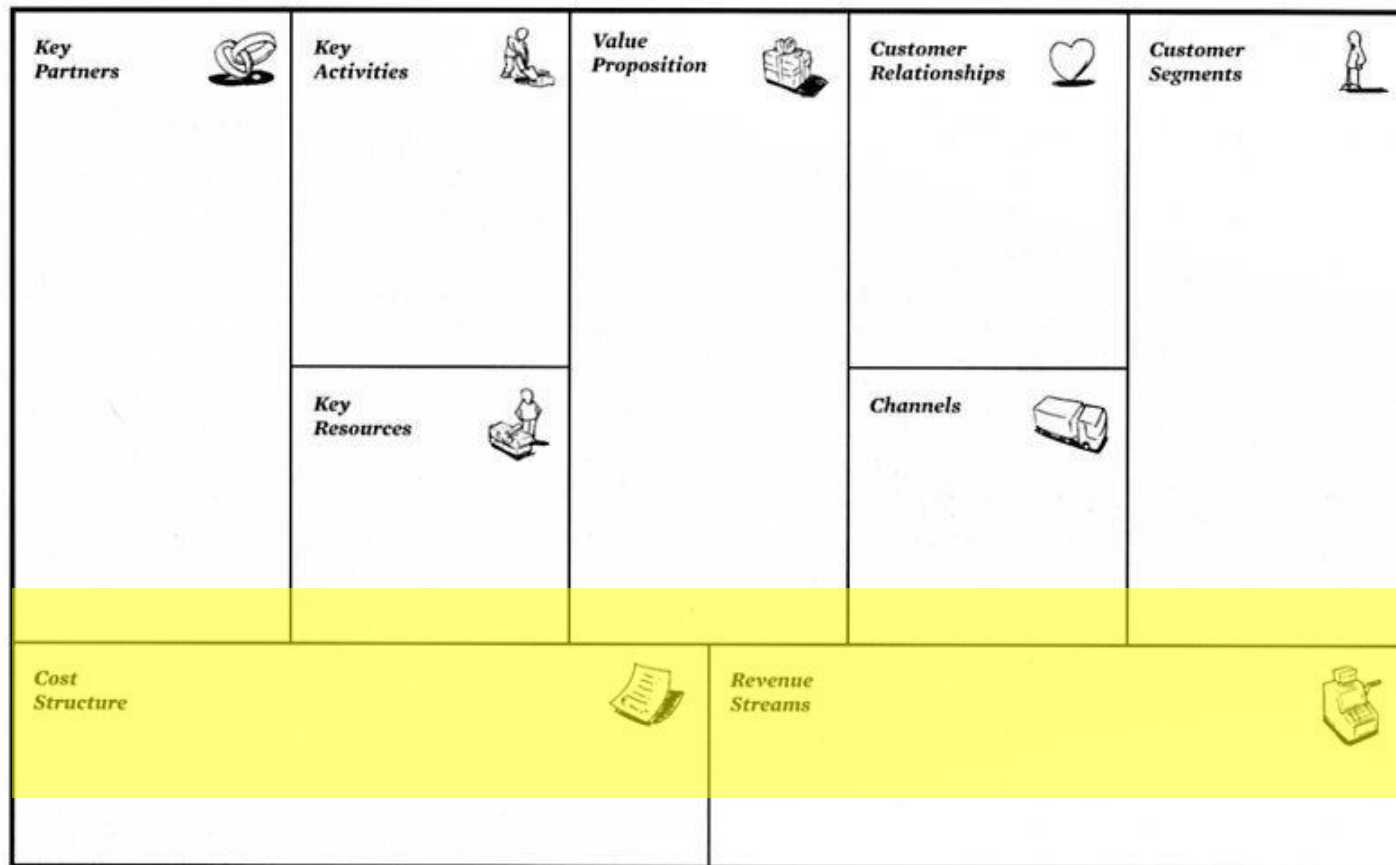 Key
Partners
Key
Activities
Value
Proposition
Customer
Relationships
Customer
Segments
Key
Resources
Channels
Cost
Structure
Revenue
Streams